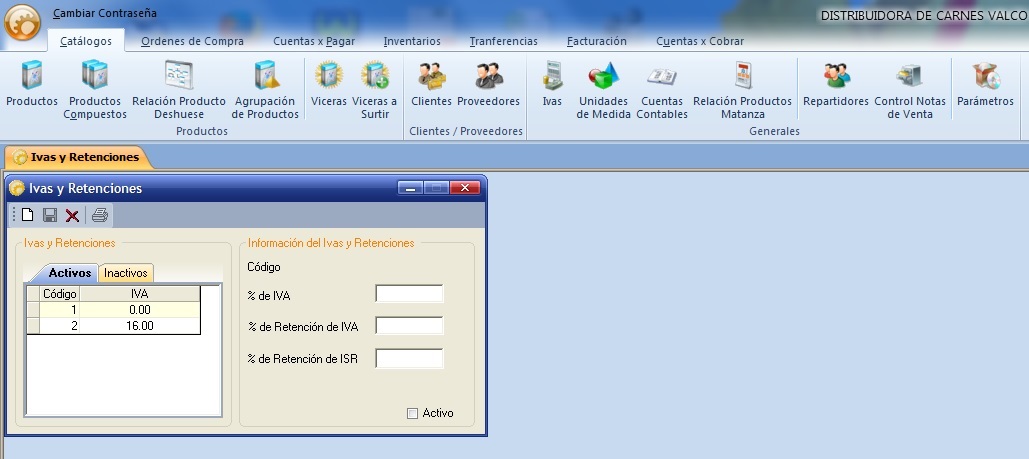 Cambiar Contraseña
DISTRIBUIDORA DE CARNES VALCO
Catálogos Ordenes de Compra Cuentas x Pagar Inventarios Tranferencias Facturación Cuentas x Cobrar
Productos Productos Compuestos Relación Producto Deshuese Agrupación de Productos Viceras Viceras a Surtir Clientes Proveedores Ivas Unidades de Medida Cuentas Contables Relación Productos Matanza Repartidores Control Notas de Venta Parámetros
Productos Clientes / Proveedores Generales
Ivas y Retenciones
Ivas y Retenciones
Ivas y Retenciones
Activos Inactivos
Código IVA
1 0.00
2 16.00
Información del Ivas y Retenciones
Código
% de IVA
% de Retención de IVA
% de Retención de ISR
Activo